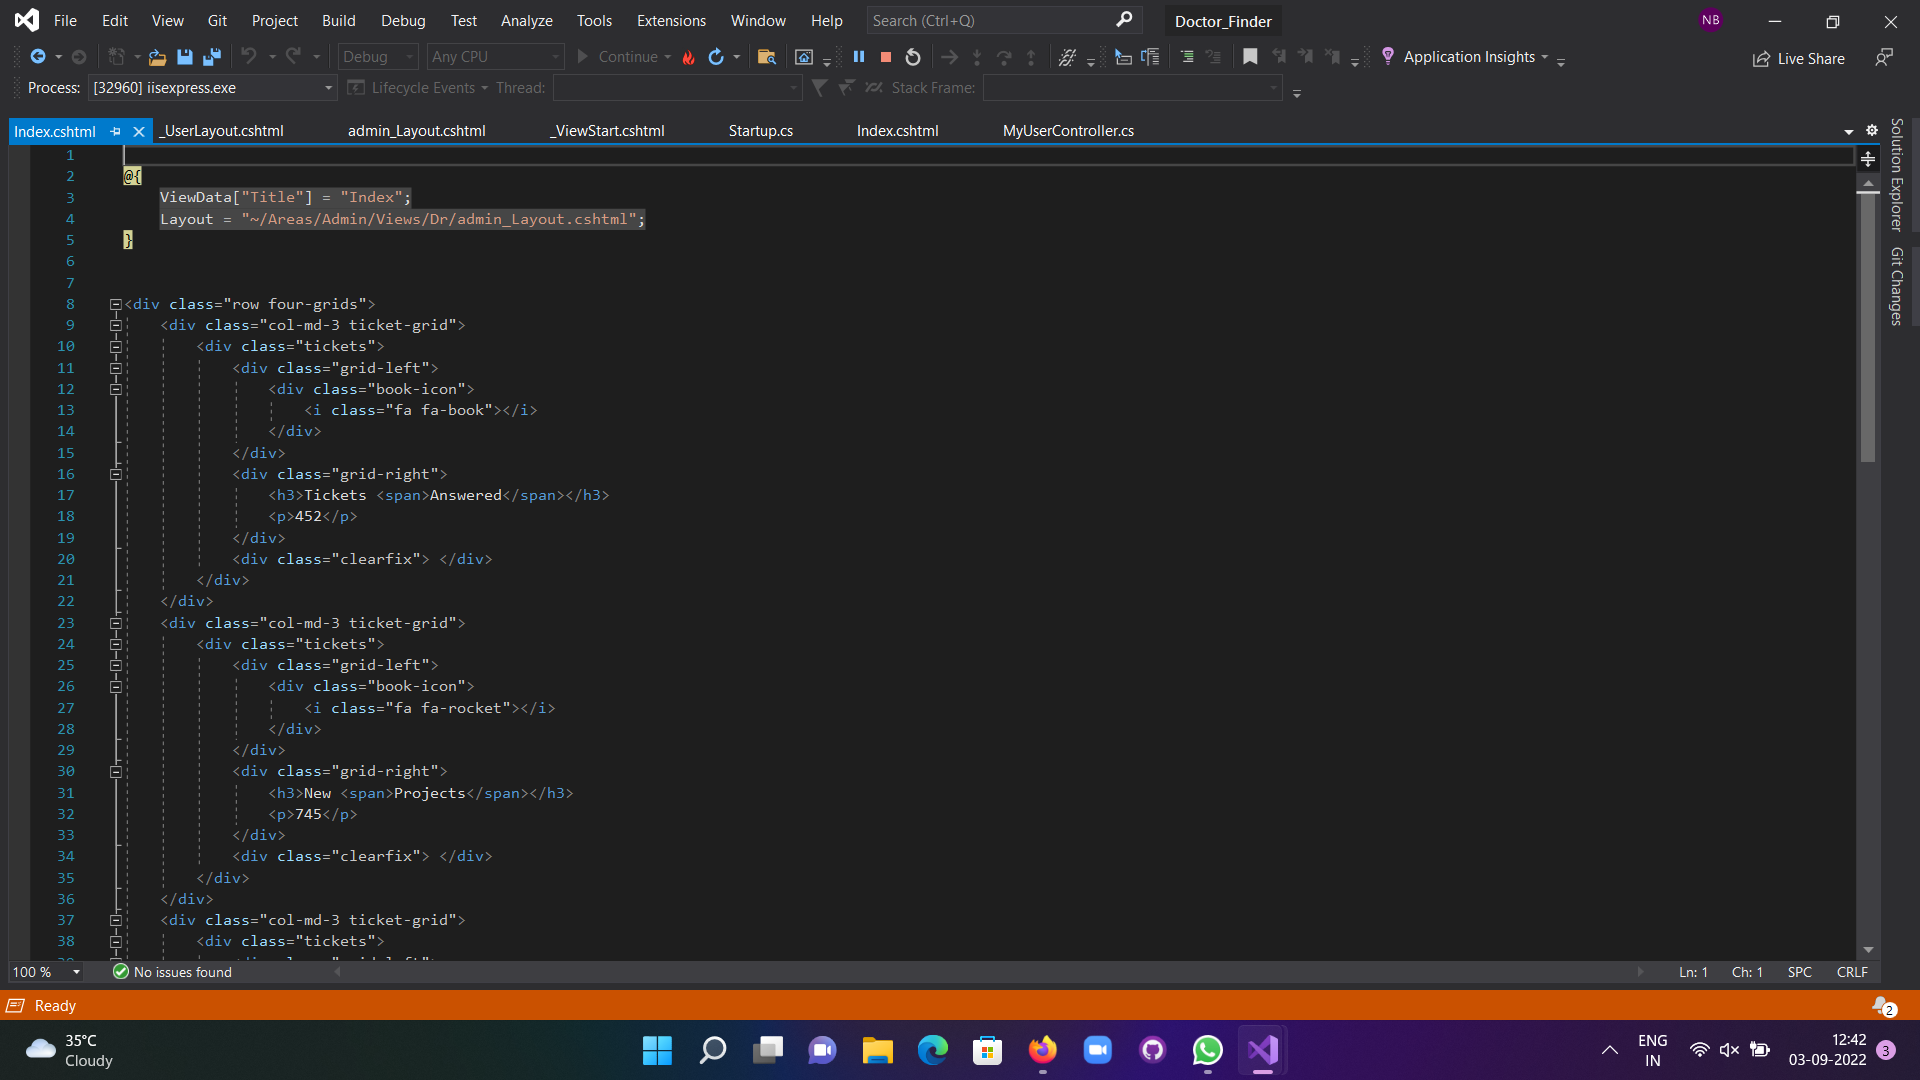 File Edit View Git Project Build Debug Test Analyze Tools Extensions Window Help Search (Ctrl+Q) Doctor_Finder NB
Debug Any CPU Continue Application Insights Live Share
Process: [32960] iisexpress.exe Lifecycle Events Thread: Stack Frame:
Index.cshtml _UserLayout.cshtml admin_Layout.cshtml _ViewStart.cshtml Startup.cs Index.cshtml MyUserController.cs
Solution Explorer
Git Changes
1
2 @{
3 ViewData["Title"] = "Index";
4 Layout = "~/Areas/Admin/Views/Dr/admin_Layout.cshtml";
5 }
6
7
8 <div class="row four-grids">
9 <div class="col-md-3 ticket-grid">
10 <div class="tickets">
11 <div class="grid-left">
12 <div class="book-icon">
13 <i class="fa fa-book"></i>
14 </div>
15 </div>
16 <div class="grid-right">
17 <h3>Tickets <span>Answered</span></h3>
18 <p>452</p>
19 </div>
20 <div class="clearfix"> </div>
21 </div>
22 </div>
23 <div class="col-md-3 ticket-grid">
24 <div class="tickets">
25 <div class="grid-left">
26 <div class="book-icon">
27 <i class="fa fa-rocket"></i>
28 </div>
29 </div>
30 <div class="grid-right">
31 <h3>New <span>Projects</span></h3>
32 <p>745</p>
33 </div>
34 <div class="clearfix"> </div>
35 </div>
36 </div>
37 <div class="col-md-3 ticket-grid">
38 <div class="tickets">
100 % No issues found Ln: 1 Ch: 1 SPC CRLF
Ready 2
35°C
Cloudy
ENG
IN
12:42
03-09-2022
3